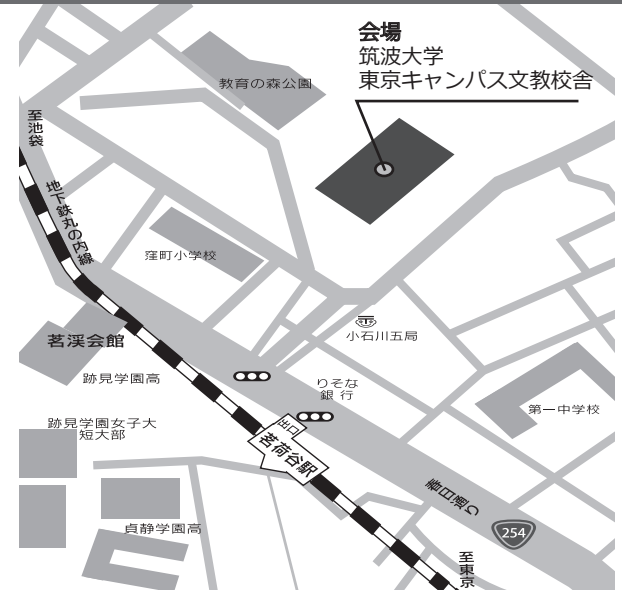 会場
筑波大学
東京キャンパス文教校舎
教育の森公園
至池袋
地下鉄丸の内線
窪町小学校
小石川五局
茗溪会館
跡見学園高
りそな
銀 行
第一中学校
跡見学園女子大
短大部
出口
茗荷谷駅
春日通り
254
貞静学園高
至東京